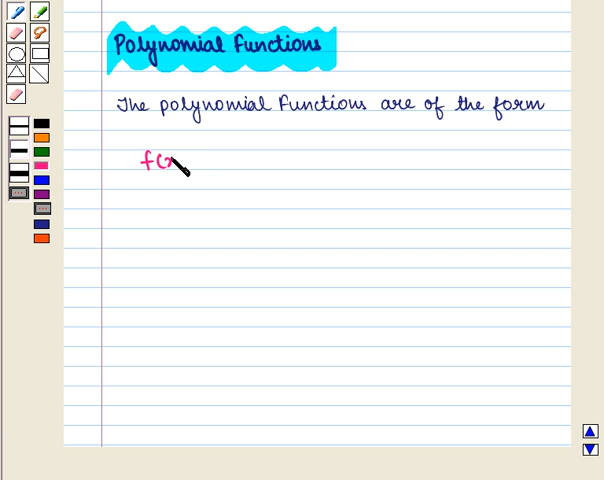 Polynomial Functions
The polynomial Functions are of the form
f(x